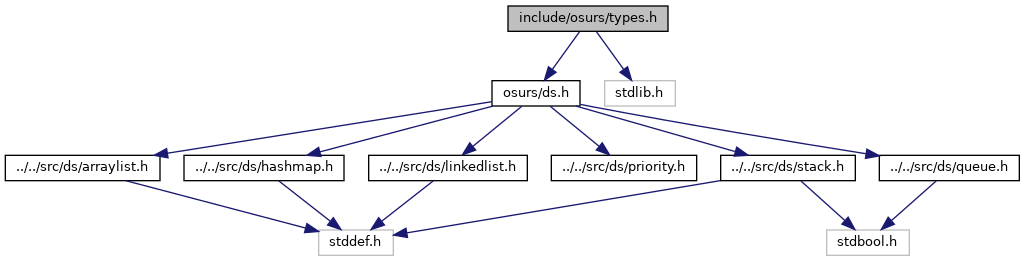 include/osurs/types.h
osurs/ds.h
stdlib.h
../../src/ds/arraylist.h
../../src/ds/hashmap.h
../../src/ds/linkedlist.h
../../src/ds/priority.h
../../src/ds/stack.h
../../src/ds/queue.h
stddef.h
stdbool.h